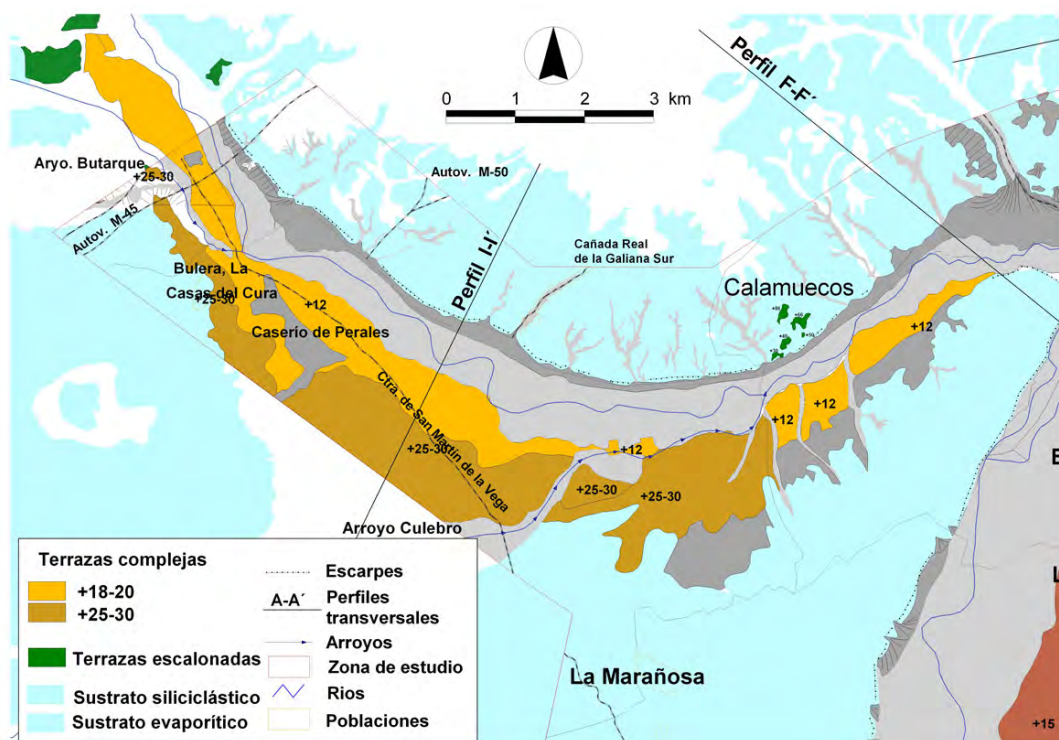 Perfil F-F´
0 1 2 3 km
Aryo. Butarque
+25-30
Autov. M-45
Autov. M-50
Perfil I-I´
Cañada Real
de la Galiana Sur
Calamuecos
Bulera, La
Casas del Cura
+25-30
+12
Caserío de Perales
+12
Ctra. de San Martín de la Vega
+12
+12
+25-30
+12
+25-30
+25-30
Arroyo Culebro
La Marañosa
+15
Terrazas complejas
+18-20
+25-30
Terrazas escalonadas
Sustrato siliciclástico
Sustrato evaporítico
Escarpes
A-A´ Perfiles
transversales
Arroyos
Zona de estudio
Rios
Poblaciones